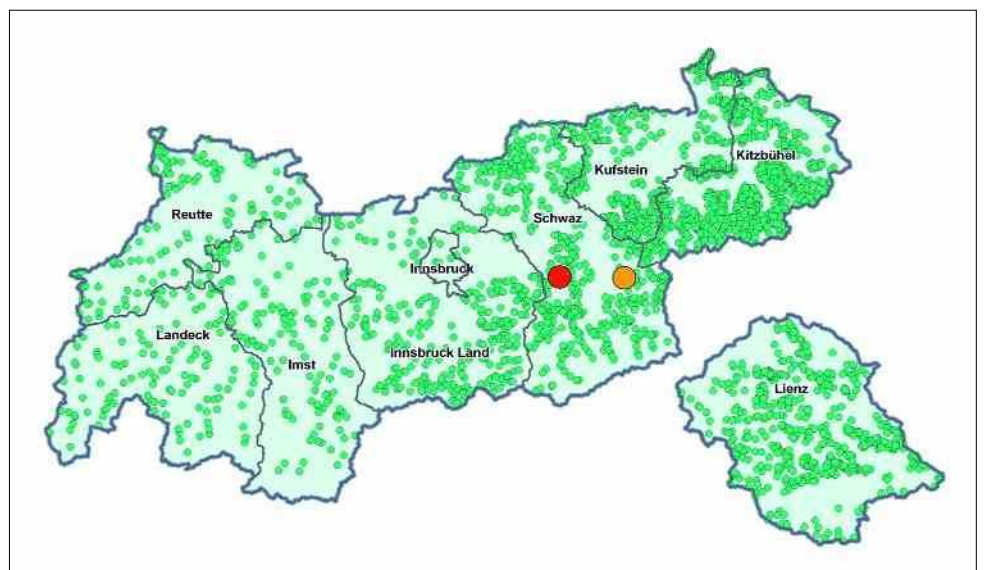 Kitzbühel
Kufstein
Reutte
Schwaz
Innsbruck
Landeck
Innsbruck Land
Imst
Lienz